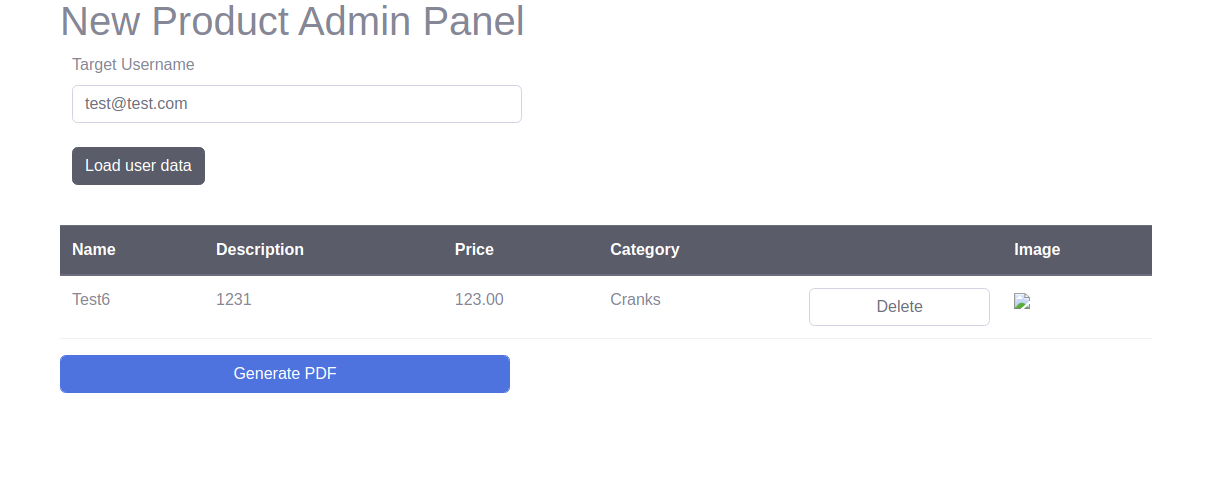 New Product Admin Panel
Target Username
test@test.com
Load user data
Name Description Price Category Image
Test6 1231 123.00 Cranks Delete
Generate PDF